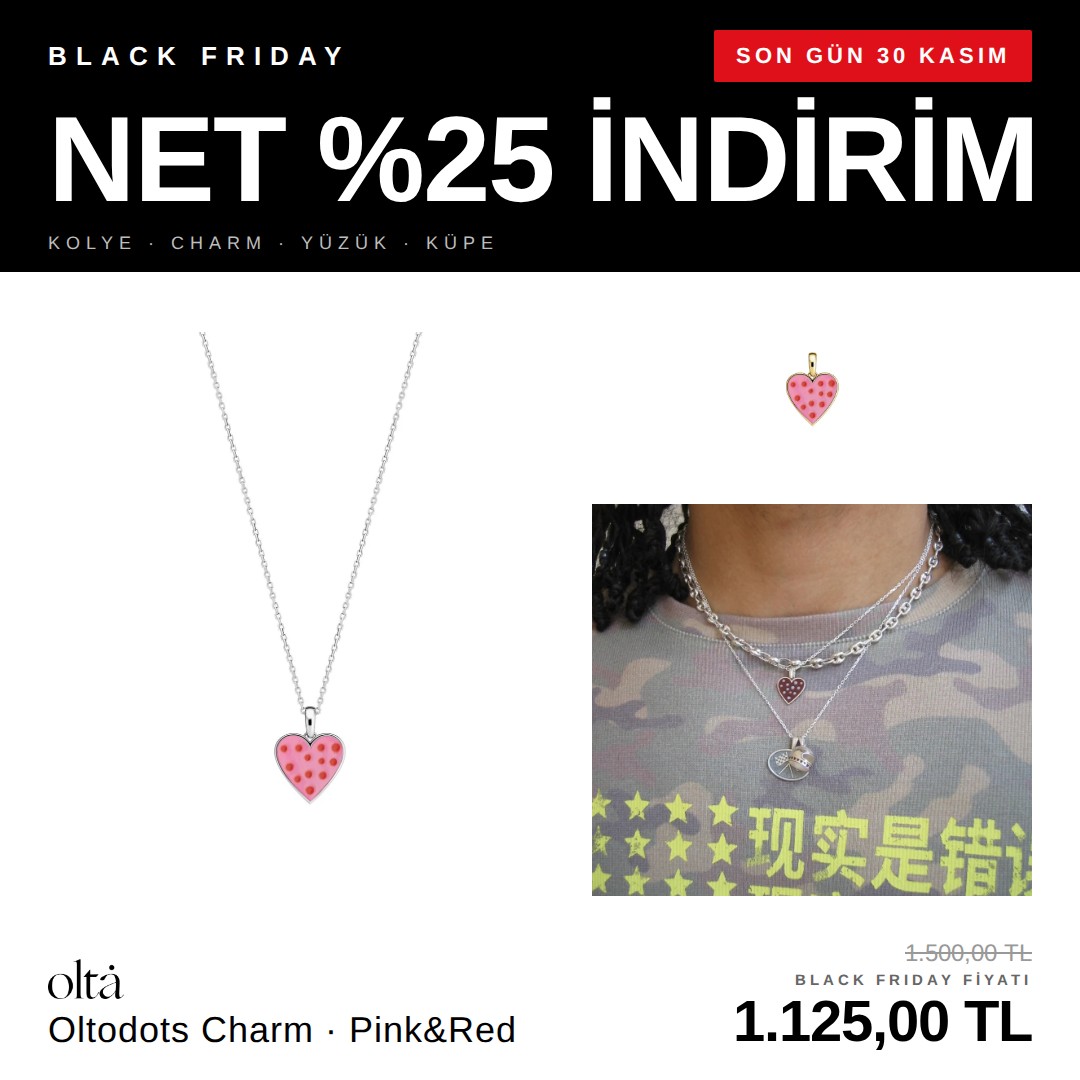 BLACK FRIDAY
SON GÜN 30 KASIM
NET %25 İNDİRİM
KOLYE · CHARM · YÜZÜK · KÜPE
现实是错
olta
Oltodots Charm · Pink&Red
1.500,00 TL
BLACK FRIDAY FİYATI
1.125,00 TL